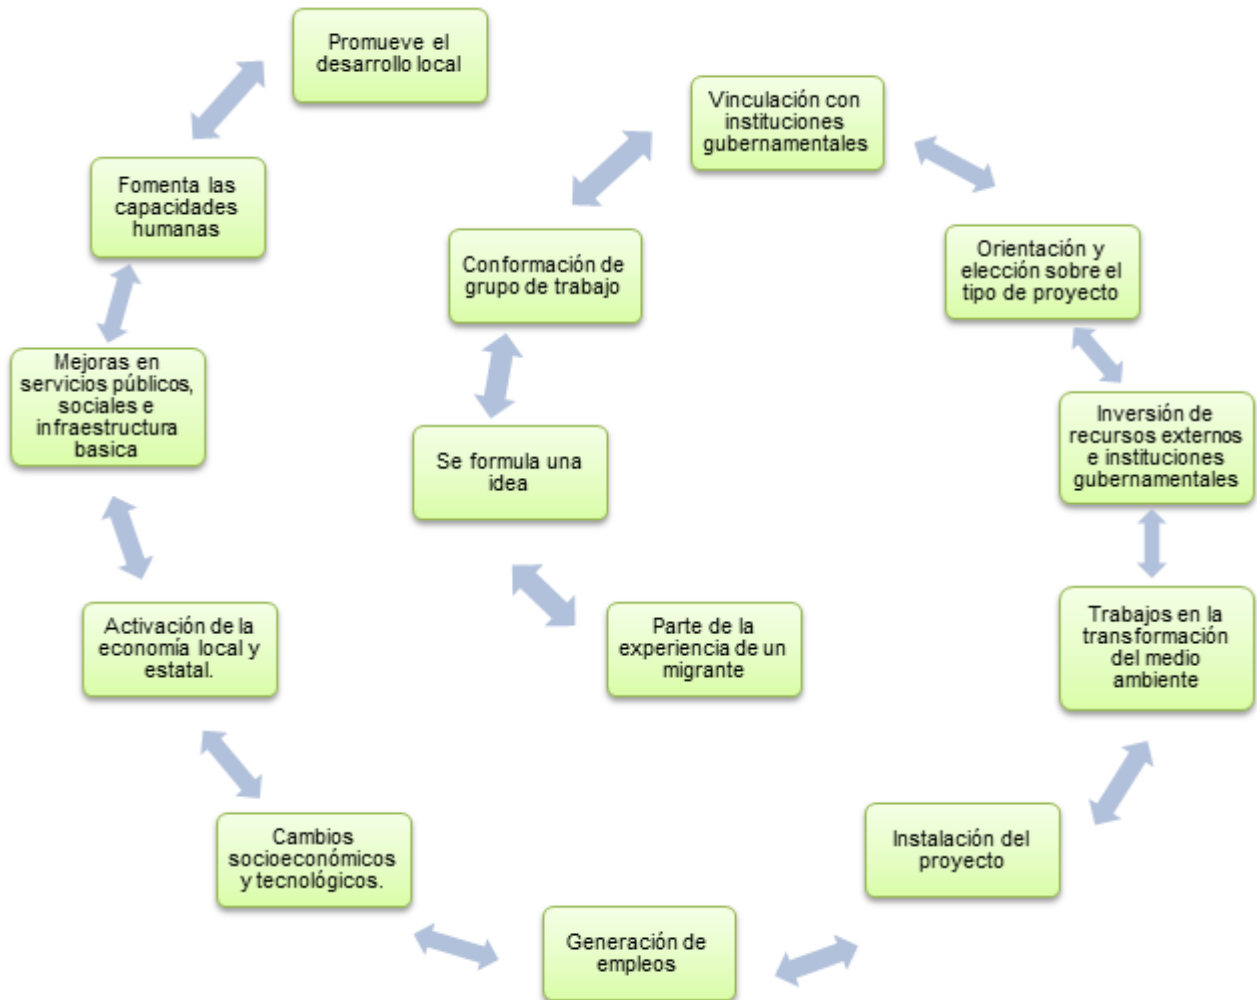 Promueve el
desarrollo local
Vinculación con
instituciones
gubernamentales
Fomenta las
capacidades
humanas
Conformación de
grupo de trabajo
Orientación y
elección sobre el
tipo de proyecto
Mejoras en
servicios públicos,
sociales e
infraestructura
basica
Se formula una
idea
Inversión de
recursos externos
e instituciones
gubernamentales
Activación de la
economía local y
estatal.
Parte de la
experiencia de un
migrante
Trabajos en la
transformación
del medio
ambiente
Cambios
socioeconómicos
y tecnológicos.
Instalación del
proyecto
Generación de
empleos